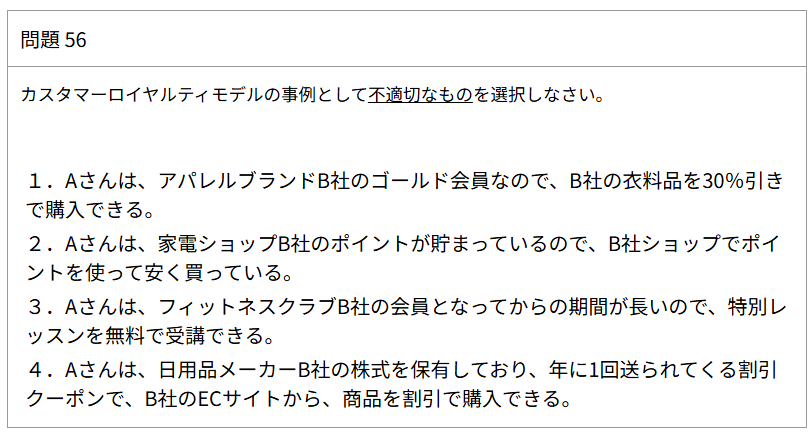 問題 56
カスタマーロイヤルティモデルの事例として不適切なものを選択しなさい。
１．Aさんは、アパレルブランドB社のゴールド会員なので、B社の衣料品を30％引き
で購入できる。
２．Aさんは、家電ショップB社のポイントが貯まっているので、B社ショップでポイ
ントを使って安く買っている。
３．Aさんは、フィットネスクラブB社の会員となってからの期間が長いので、特別レ
ッスンを無料で受講できる。
４．Aさんは、日用品メーカーB社の株式を保有しており、年に1回送られてくる割引
クーポンで、B社のECサイトから、商品を割引で購入できる。